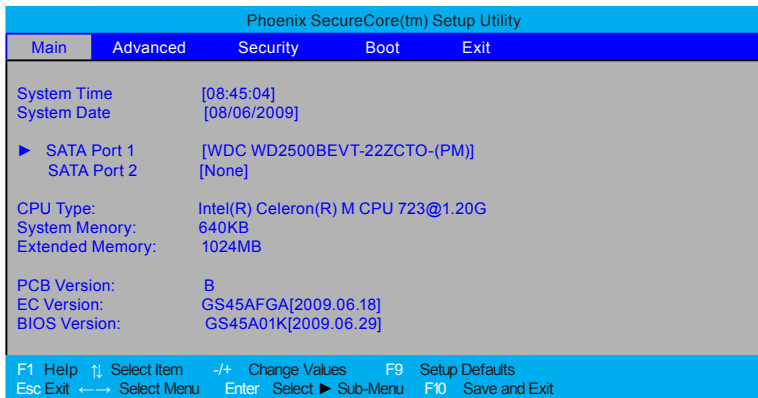 Phoenix SecureCore(tm) Setup Utility
Main Advanced Security Boot Exit
System Time [08:45:04]
System Date [08/06/2009]
► SATA Port 1 [WDC WD2500BEVT-22ZCTO-(PM)]
SATA Port 2 [None]
CPU Type: Intel(R) Celeron(R) M CPU 723@1.20G
System Menory: 640KB
Extended Memory: 1024MB
PCB Version: B
EC Version: GS45AFGA[2009.06.18]
BIOS Version: GS45A01K[2009.06.29]
F1 Help ↑↓ Select Item -/+ Change Values F9 Setup Defaults
Esc Exit ←→ Select Menu Enter Select ► Sub-Menu F10 Save and Exit